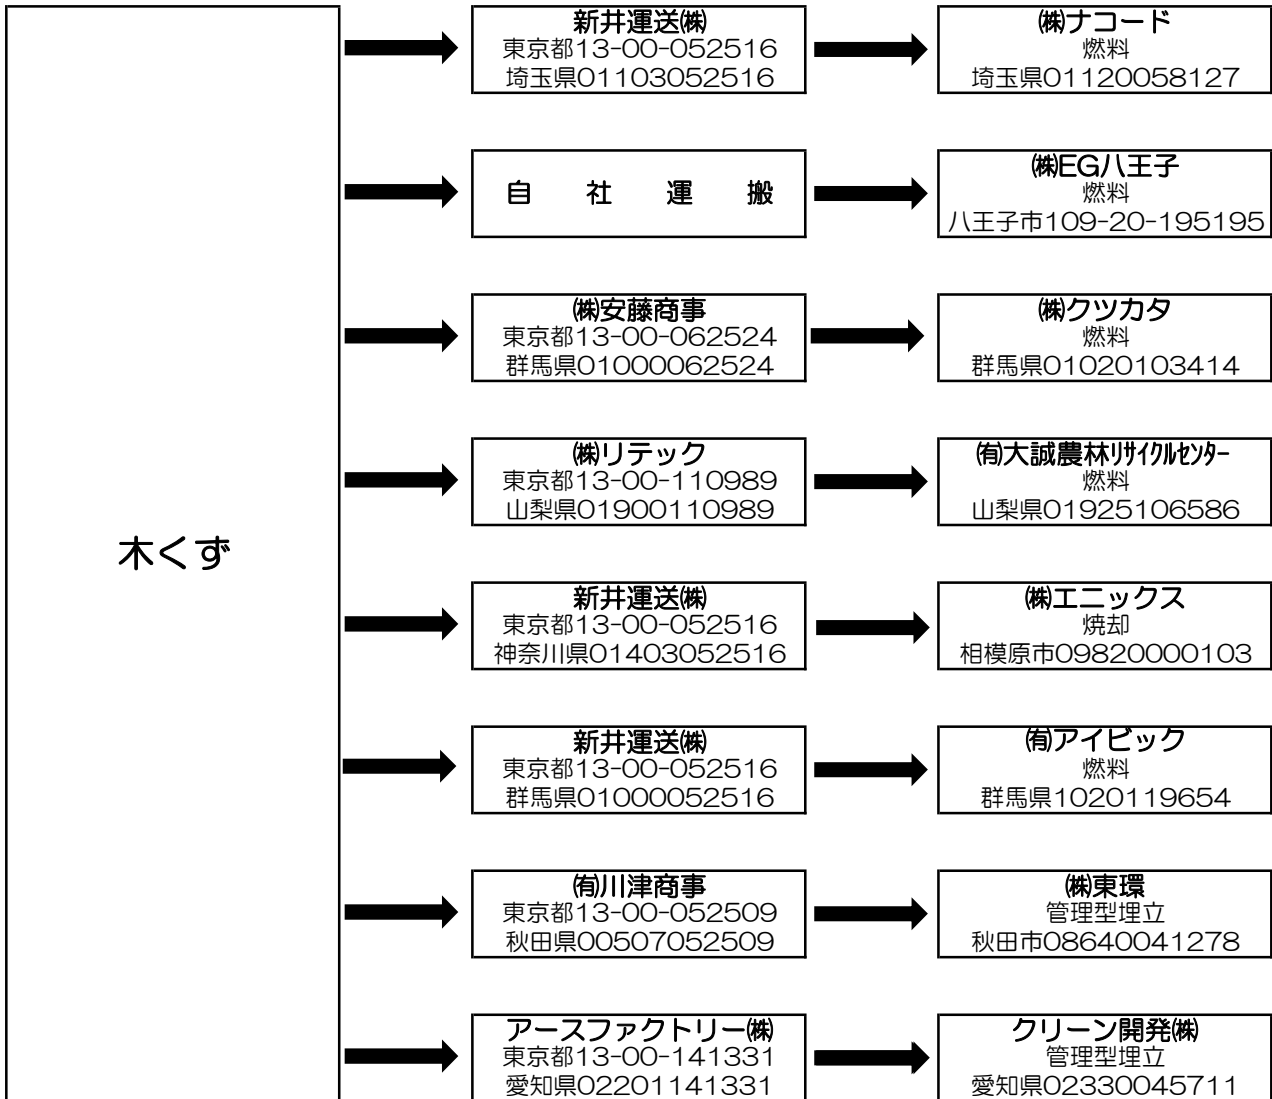 木くず
新井運送㈱
東京都13-00-052516
埼玉県01103052516
㈱ナコード
燃料
埼玉県01120058127
自社運搬
㈱EG八王子
燃料
八王子市109-20-195195
㈱安藤商事
東京都13-00-062524
群馬県01000062524
㈱クツカタ
燃料
群馬県01020103414
㈱リテック
東京都13-00-110989
山梨県01900110989
㈲大誠農林ﾘｻｲｸﾙｾﾝﾀｰ
燃料
山梨県01925106586
新井運送㈱
東京都13-00-052516
神奈川県01403052516
㈱エニックス
焼却
相模原市09820000103
新井運送㈱
東京都13-00-052516
群馬県01000052516
㈲アイビック
燃料
群馬県1020119654
㈲川津商事
東京都13-00-052509
秋田県00507052509
㈱東環
管理型埋立
秋田市08640041278
アースファクトリー㈱
東京都13-00-141331
愛知県02201141331
クリーン開発㈱
管理型埋立
愛知県02330045711